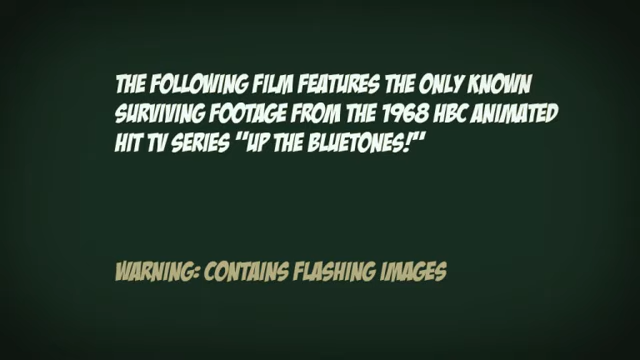 THE FOLLOWING FILM FEATURES THE ONLY KNOWN
SURVIVING FOOTAGE FROM THE 1968 HBC ANIMATED
HIT TV SERIES "UP THE BLUETONES!"
WARNING: CONTAINS FLASHING IMAGES